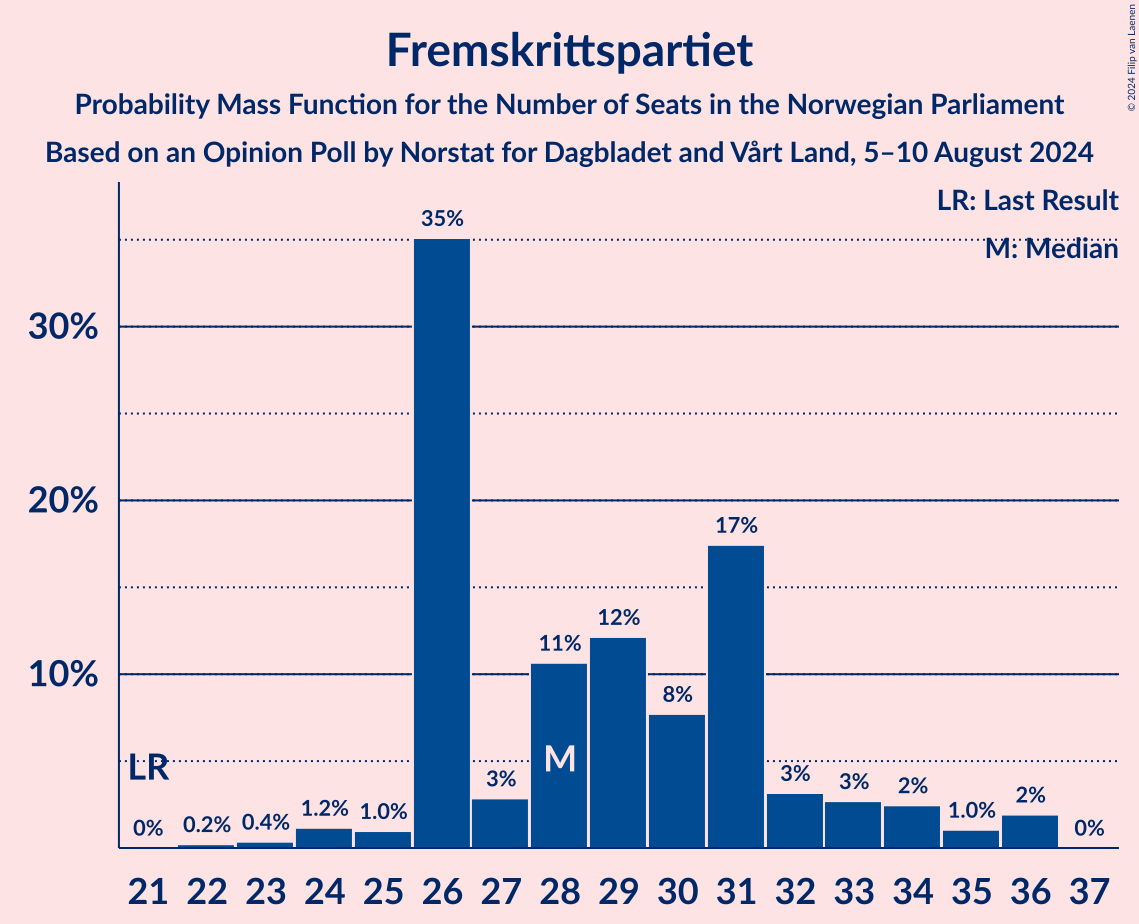 Fremskrittspartiet
Probability Mass Function for the Number of Seats in the Norwegian Parliament
Based on an Opinion Poll by Norstat for Dagbladet and Vårt Land, 5–10 August 2024
© 2024 Filip van Laenen
LR: Last Result
M: Median
30%
20%
10%
LR
M
0%
0.2%
0.4%
1.2%
1.0%
35%
3%
11%
12%
8%
17%
3%
3%
2%
1.0%
2%
0%
21 22 23 24 25 26 27 28 29 30 31 32 33 34 35 36 37